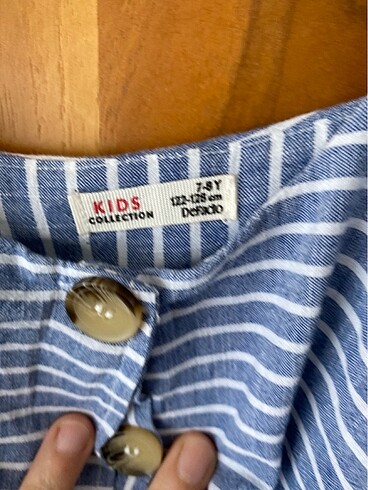 KIDS
COLLECTION
7-8 Y
122-128 cm
DeFacto